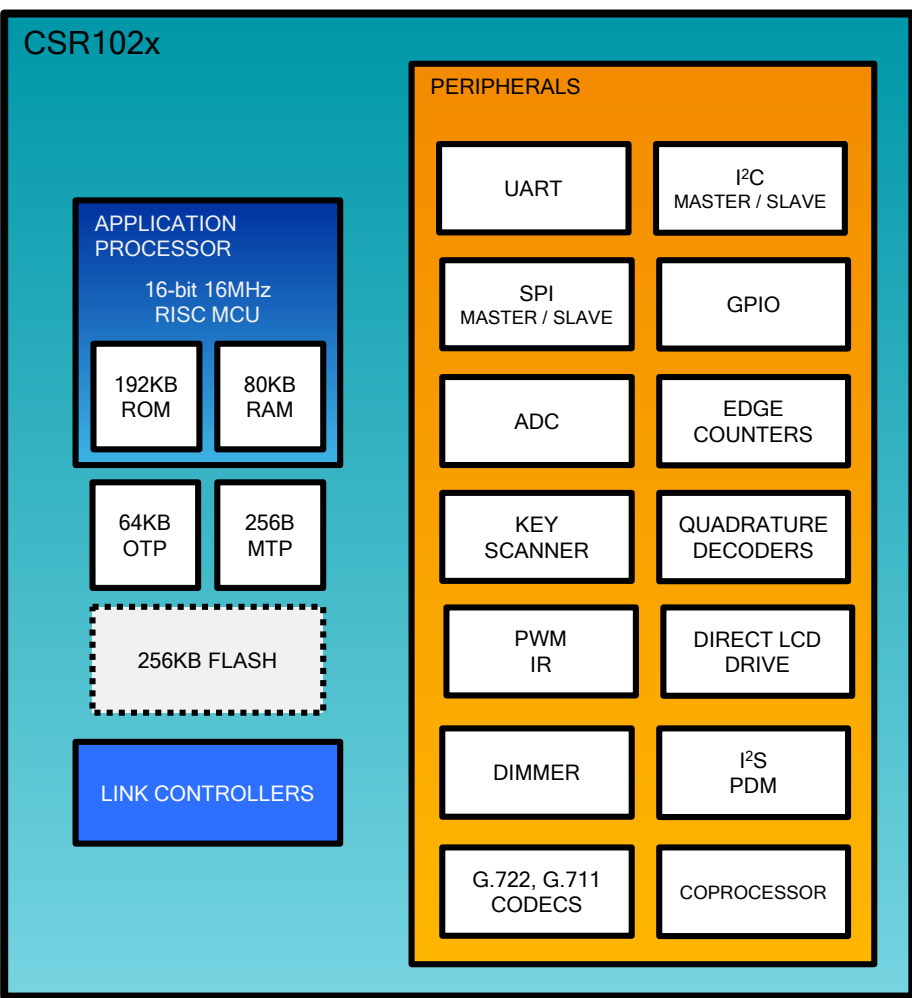 CSR102x
APPLICATION
PROCESSOR
16-bit 16MHz
RISC MCU
192KB
ROM
80KB
RAM
64KB
OTP
256B
MTP
256KB FLASH
LINK CONTROLLERS
PERIPHERALS
UART
I²C
MASTER / SLAVE
SPI
MASTER / SLAVE
GPIO
ADC
EDGE
COUNTERS
KEY
SCANNER
QUADRATURE
DECODERS
PWM
IR
DIRECT LCD
DRIVE
DIMMER
I²S
PDM
G.722, G.711
CODECS
COPROCESSOR